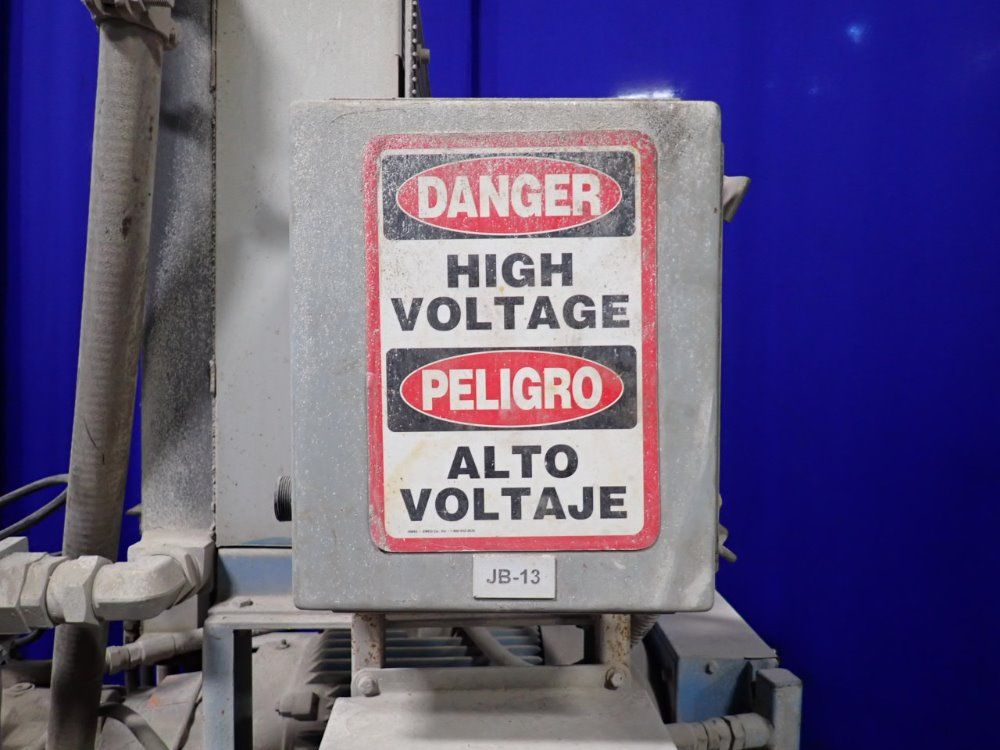 DANGER
HIGH
VOLTAGE
PELIGRO
ALTO
VOLTAJE
JB-13